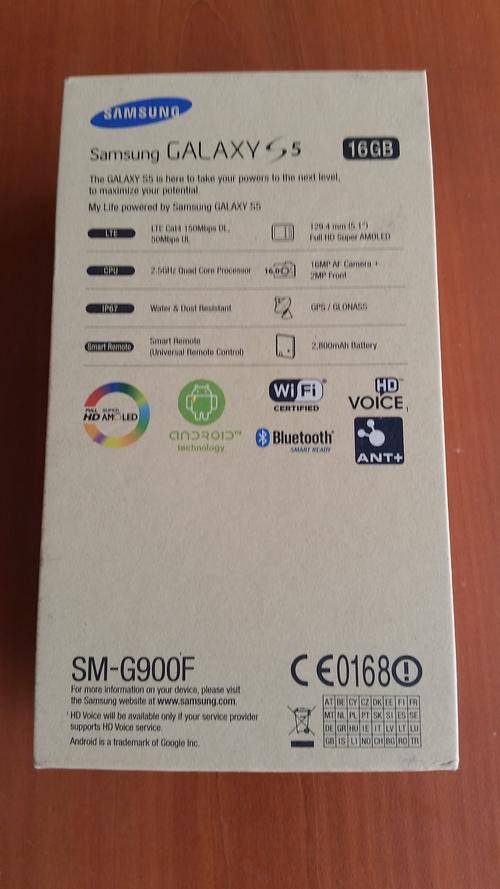 SAMSUNG
Samsung GALAXY S5 16GB
The GALAXY S5 is here to take your powers to the next level,
to maximize your potential.
My Life powered by Samsung GALAXY S5
LTE
LTE Cat4 150Mbps DL,
50Mbps UL
129.4 mm (5.1")
Full HD Super AMOLED
CPU
2.5GHz Quad Core Processor
16.0
16MP AF Camera +
2MP Front
IP67
Water & Dust Resistant
GPS / GLONASS
Smart Remote
Smart Remote
(Universal Remote Control)
2,800mAh Battery
FULL HD SUPER AMOLED
ANDROID™
technology
Wi Fi®
CERTIFIED
Bluetooth®
SMART READY
HD™
VOICE 1
ANT+
SM-G900F
For more information on your device, please visit
the Samsung website at www.samsung.com.
¹ HD Voice will be available only if your service provider
supports HD Voice service.
Android is a trademark of Google Inc.
CE0168
AT BE CY CZ DK EE FI FR
MT NL PL PT SK SI ES SE
DE GR HU IE IT LV LT LU
GB IS LI NO CH BG RO TR